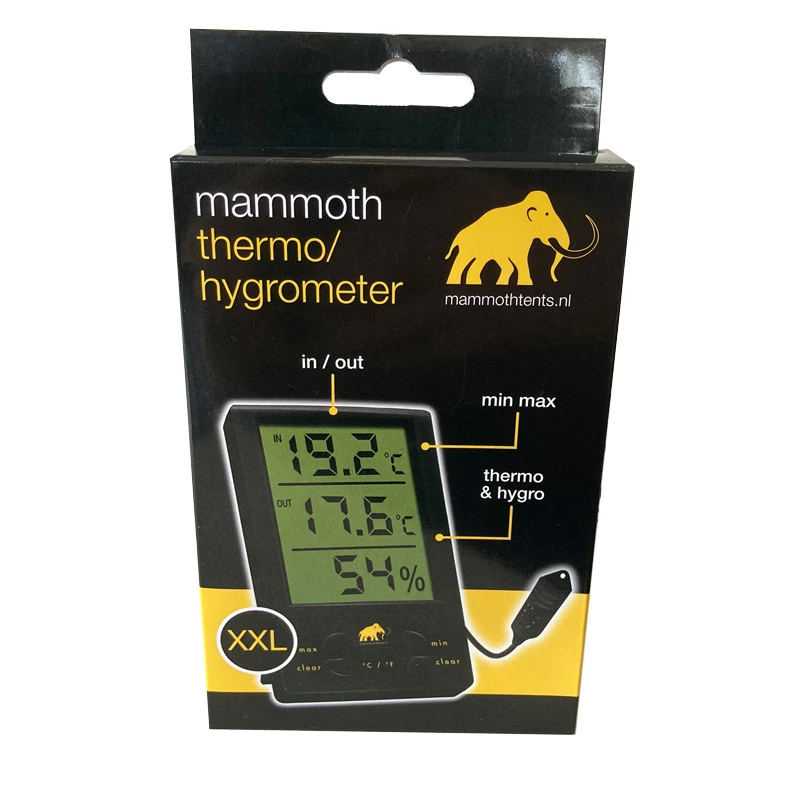 mammoth
thermo/
hygrometer
mammothtents.nl
in / out
min max
thermo
& hygro
IN 19.2 °C
OUT 17.6 °C
54 %
XXL
max
min
clear
°C / °F
clear